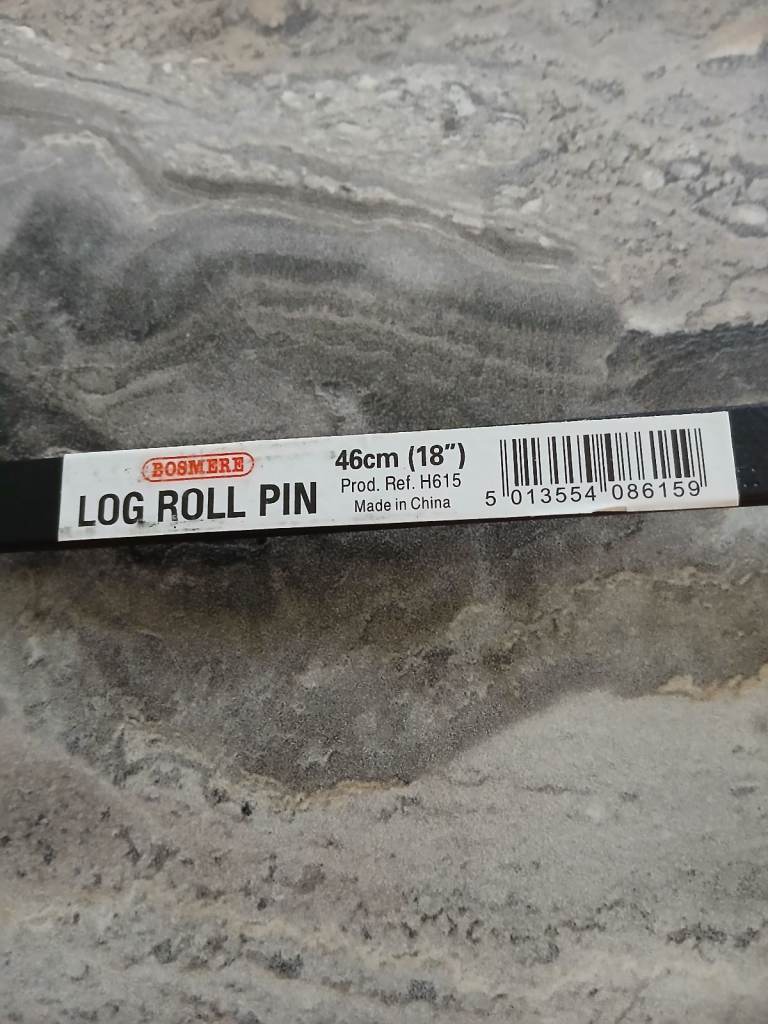 BOSMERE
LOG ROLL PIN
46cm (18")
Prod. Ref. H615
Made in China
5 013554 086159